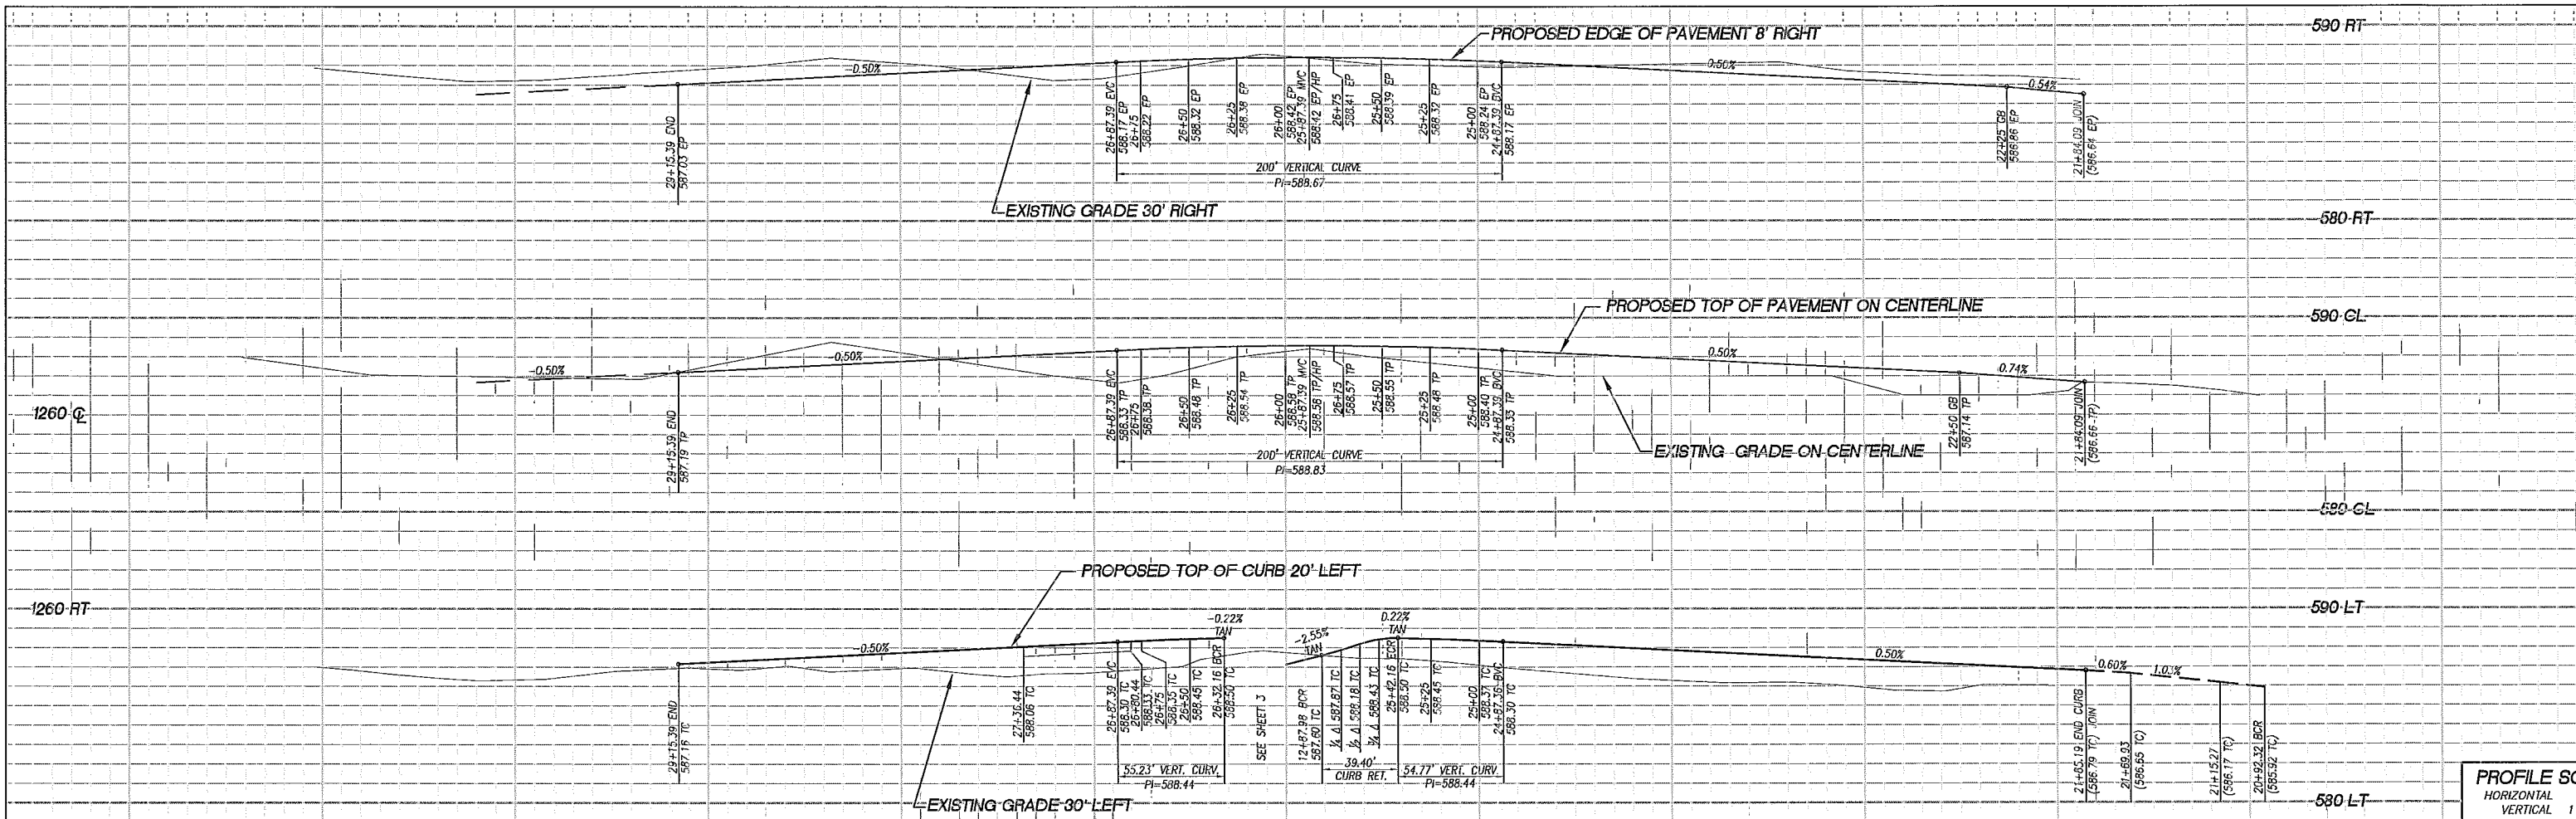 590 RT
PROPOSED EDGE OF PAVEMENT 8' RIGHT
-0.50%
0.50%
0.54%
29+15.39 END
587.03 EP
26+87.39 EVC
588.17 EP
26+75
588.22 EP
26+50
588.32 EP
26+25
588.38 EP
26+00
588.42 EP
25+87.39 MVC
588.42 EP/HP
26+75
588.41 EP
25+50
588.39 EP
25+25
588.32 EP
25+00
588.24 EP
24+87.39 BVC
588.17 EP
22+25 GB
586.86 EP
21+84.09 JOIN
(586.64 EP)
200' VERTICAL CURVE
PI=588.67
EXISTING GRADE 30' RIGHT
580 RT
PROPOSED TOP OF PAVEMENT ON CENTERLINE
590 CL
-0.50%
-0.50%
0.50%
0.74%
1260 ℄
29+15.39 END
587.19 TP
26+87.39 EVC
588.33 TP
26+75
588.38 TP
26+50
588.48 TP
26+25
588.54 TP
26+00
588.58 TP
25+87.39 MVC
588.58 TP/HP
26+75
588.57 TP
25+50
588.55 TP
25+25
588.48 TP
25+00
588.40 TP
24+87.39 BVC
588.33 TP
22+50 GB
587.14 TP
21+84.09 JOIN
(586.66 TP)
200' VERTICAL CURVE
PI=588.83
EXISTING GRADE ON CENTERLINE
580 CL
PROPOSED TOP OF CURB 20' LEFT
1260 RT
590 LT
-0.50%
-0.22%
TAN
-2.55%
TAN
0.22%
TAN
0.50%
0.60%
1.03%
29+15.39 END
587.16 TC
27+36.44
588.06 TC
26+87.39 EVC
588.30 TC
26+80.44
588.33 TC
26+75
588.35 TC
26+50
588.45 TC
26+32.16 BCR
588.50 TC
SEE SHEET 3
12+87.98 BCR
587.60 TC
¼ Δ 587.87 TC
½ Δ 588.18 TC
¾ Δ 588.43 TC
25+42.16 ECR
588.50 TC
25+25
588.45 TC
25+00
588.37 TC
24+87.36 BVC
588.30 TC
21+85.19 END CURB
(586.79 TC) JOIN
21+69.93
21+15.27
(586.17 TC)
20+92.32 BCR
(585.92 TC)
55.23' VERT. CURV.
PI=588.44
39.40'
CURB RET.
54.77' VERT. CURV.
PI=588.44
EXISTING GRADE 30' LEFT
580 LT
PROFILE SC
HORIZONTAL
VERTICAL 1